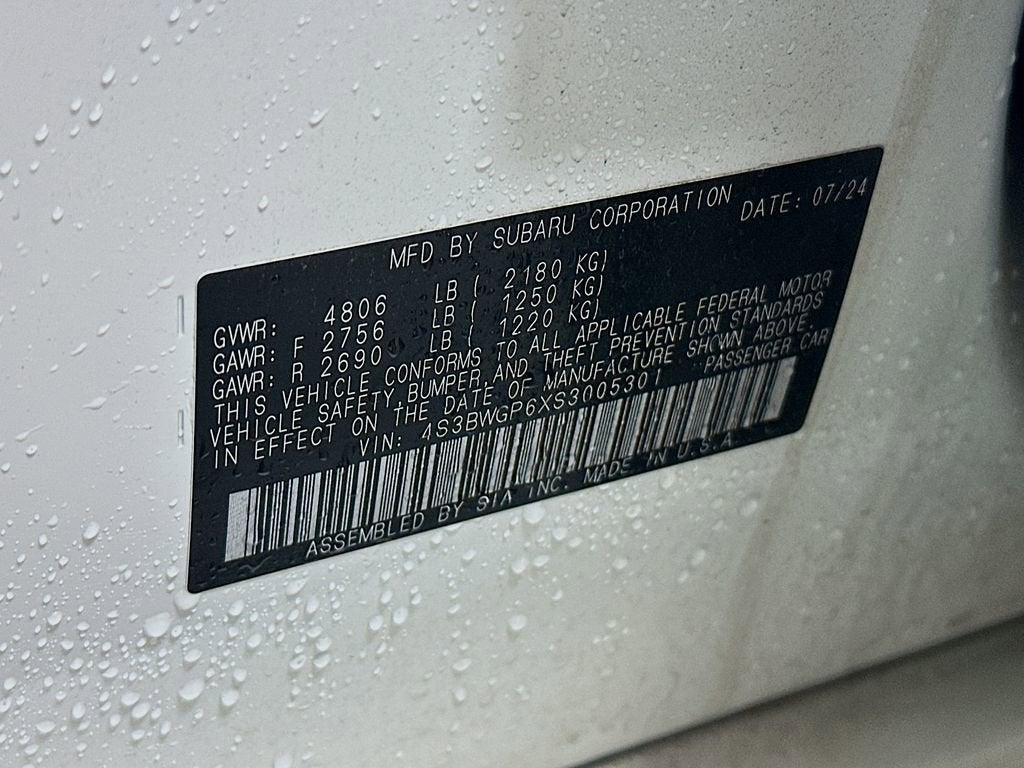 MFD BY SUBARU CORPORATION DATE: 07/24
GVWR: 4806 LB ( 2180 KG)
GAWR: F 2756 LB ( 1250 KG)
GAWR: R 2690 LB ( 1220 KG)
THIS VEHICLE CONFORMS TO ALL APPLICABLE FEDERAL MOTOR
VEHICLE SAFETY, BUMPER, AND THEFT PREVENTION STANDARDS
IN EFFECT ON THE DATE OF MANUFACTURE SHOWN ABOVE.
VIN: 4S3BWGP6XS3005301 PASSENGER CAR
ASSEMBLED BY SIA INC. MADE IN U.S.A